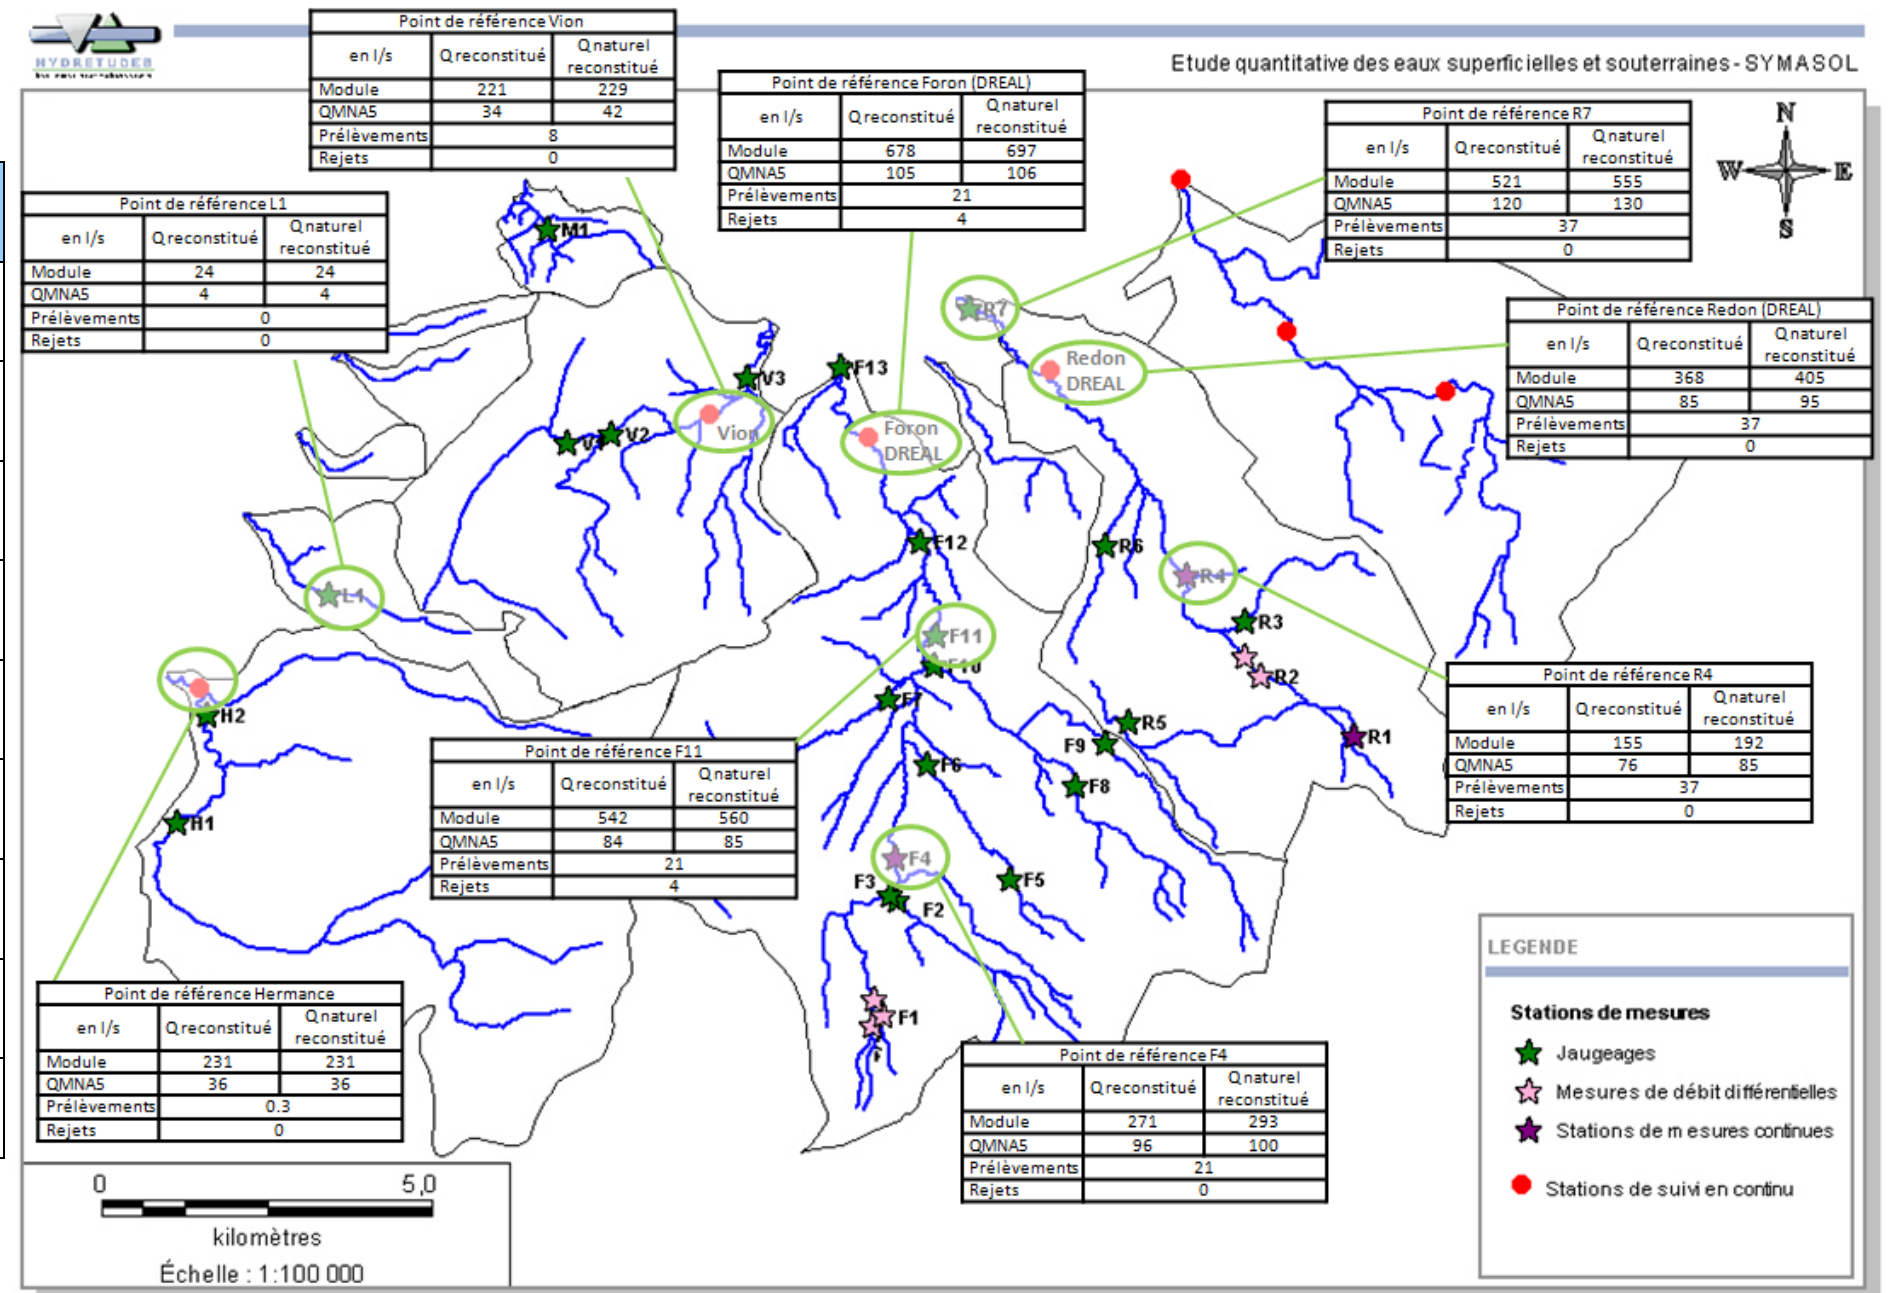 HYDRETUDES
Etude quantitative des eaux superficielles et souterraines - SYMASOL
Point de référence Vion
en l/s Q reconstitué Q naturel reconstitué
Module 221 229
QMNA5 34 42
Prélèvements 8
Rejets 0
Point de référence Foron (DREAL)
en l/s Q reconstitué Q naturel reconstitué
Module 678 697
QMNA5 105 106
Prélèvements 21
Rejets 4
Point de référence R7
en l/s Q reconstitué Q naturel reconstitué
Module 521 555
QMNA5 120 130
Prélèvements 37
Rejets 0
N
W E
S
Point de référence L1
en l/s Q reconstitué Q naturel reconstitué
Module 24 24
QMNA5 4 4
Prélèvements 0
Rejets 0
Point de référence Redon (DREAL)
en l/s Q reconstitué Q naturel reconstitué
Module 368 405
QMNA5 85 95
Prélèvements 37
Rejets 0
M1
R7
Redon
DREAL
F13
V3
Vion
V2
Foron
DREAL
F12
R6
R4
L1
R3
F11
F10
R2
F7
H2
R5
R1
F9
F6
F8
H1
F4
F3
F5
F2
F1
Point de référence R4
en l/s Q reconstitué Q naturel reconstitué
Module 155 192
QMNA5 76 85
Prélèvements 37
Rejets 0
Point de référence F11
en l/s Q reconstitué Q naturel reconstitué
Module 542 560
QMNA5 84 85
Prélèvements 21
Rejets 4
Point de référence Hermance
en l/s Q reconstitué Q naturel reconstitué
Module 231 231
QMNA5 36 36
Prélèvements 0.3
Rejets 0
Point de référence F4
en l/s Q reconstitué Q naturel reconstitué
Module 271 293
QMNA5 96 100
Prélèvements 21
Rejets 0
LEGENDE
Stations de mesures
Jaugeages
Mesures de débit différentielles
Stations de mesures continues
Stations de suivi en continu
0 5,0
kilomètres
Échelle : 1:100 000